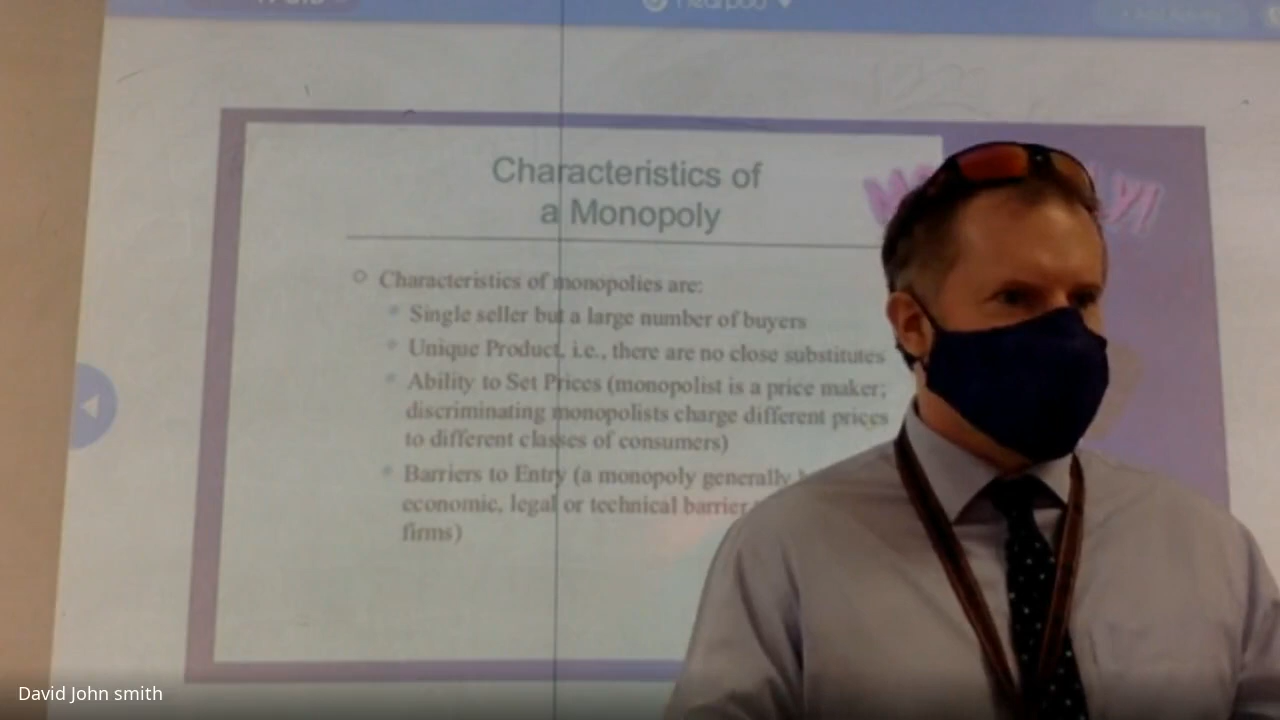 nearpod
Characteristics of
a Monopoly
Characteristics of monopolies are:
Single seller but a large number of buyers
Unique Product, i.e., there are no close substitutes
Ability to Set Prices (monopolist is a price maker;
discriminating monopolists charge different prices
to different classes of consumers)
Barriers to Entry (a monopoly generally
economic, legal or technical barrier
firms)
David John smith